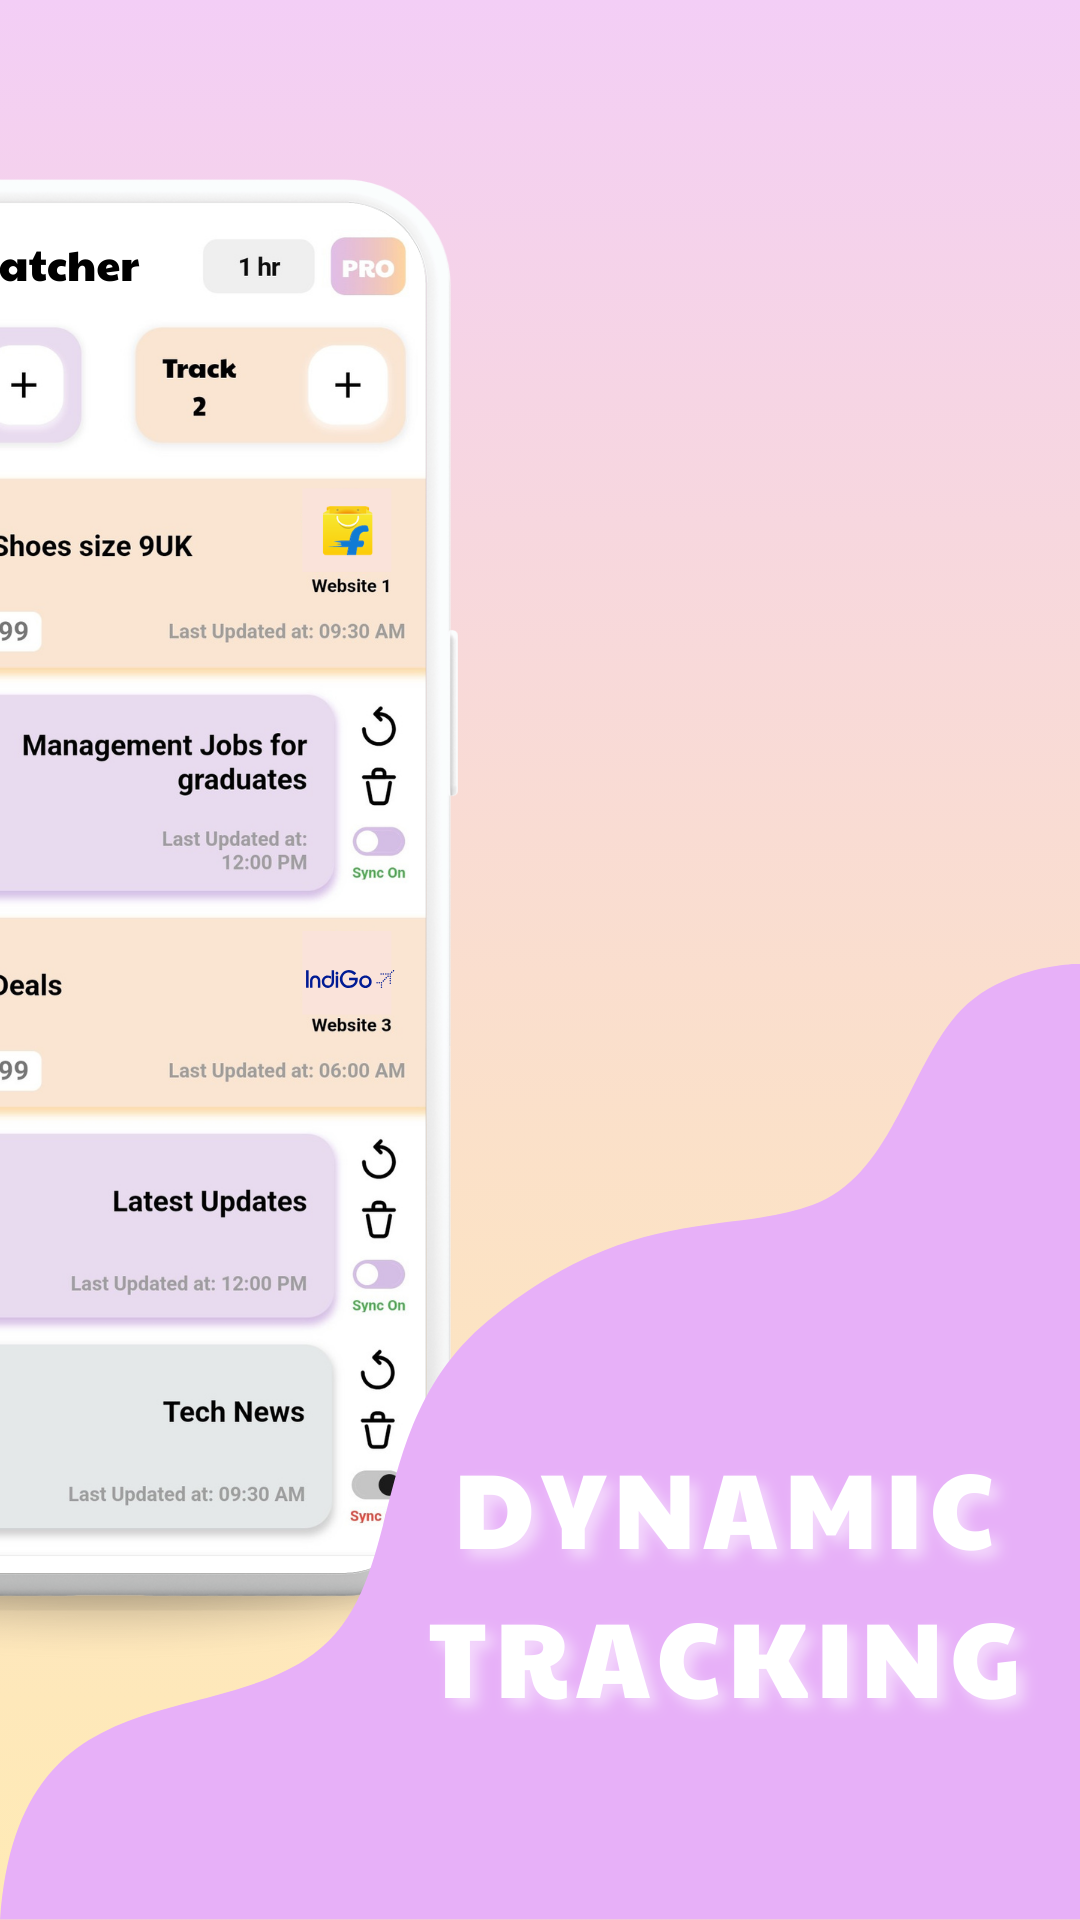 atcher
1 hr
PRO
Track
2
Shoes size 9UK
Website 1
99
Last Updated at: 09:30 AM
Management Jobs for
graduates
Last Updated at:
12:00 PM
Sync On
Deals
IndiGo
Website 3
99
Last Updated at: 06:00 AM
Latest Updates
Last Updated at: 12:00 PM
Sync On
Tech News
Last Updated at: 09:30 AM
Sync
DYNAMIC
TRACKING